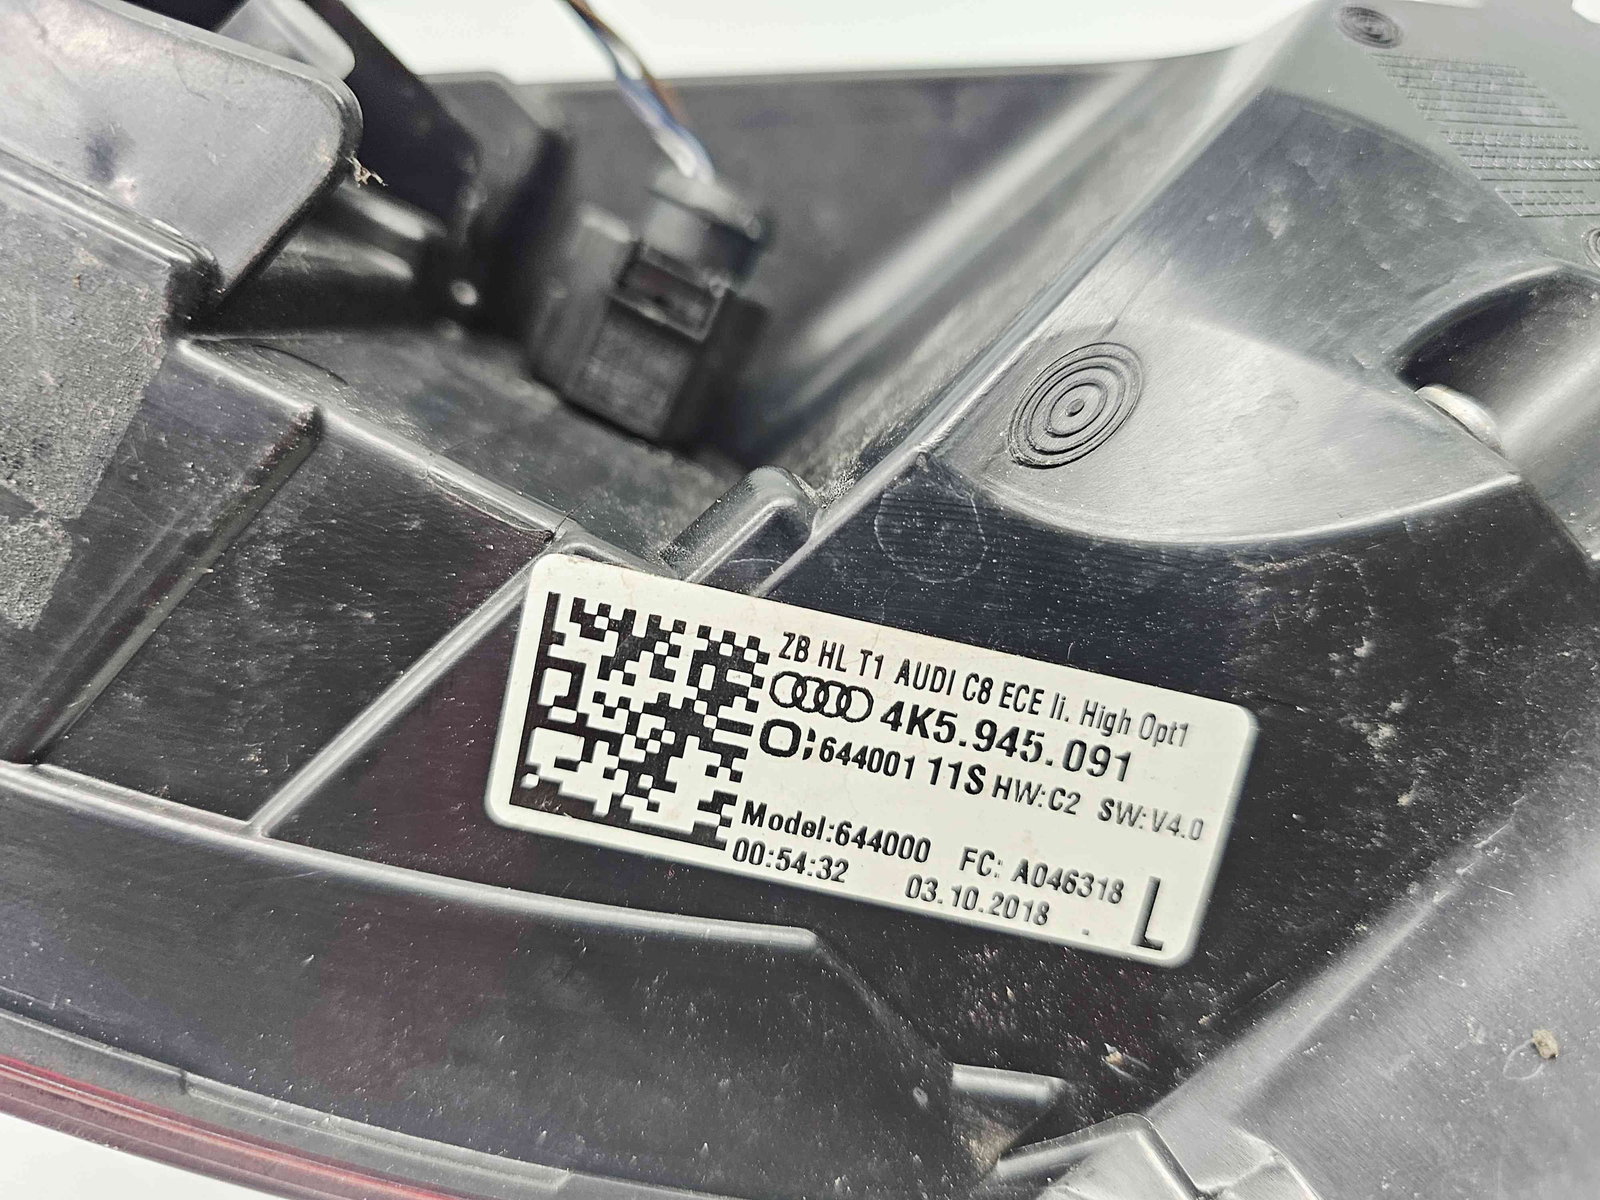 ZB HL T1 AUDI C8 ECE li. High Opt1
4K5.945.091
O; 644001 11S HW:C2 SW:V4.0
Model:644000 FC: A046318
00:54:32 03.10.2018 . L